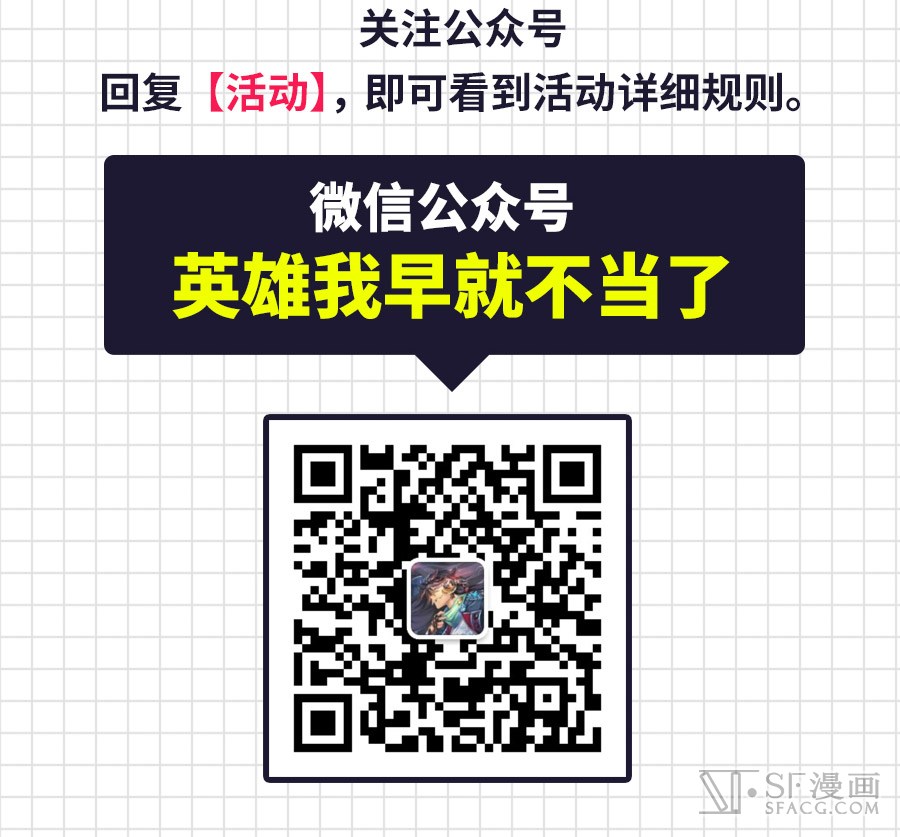 关注公众号
回复【活动】，即可看到活动详细规则。
微信公众号
英雄我早就不当了
SF漫画
SFACG.COM